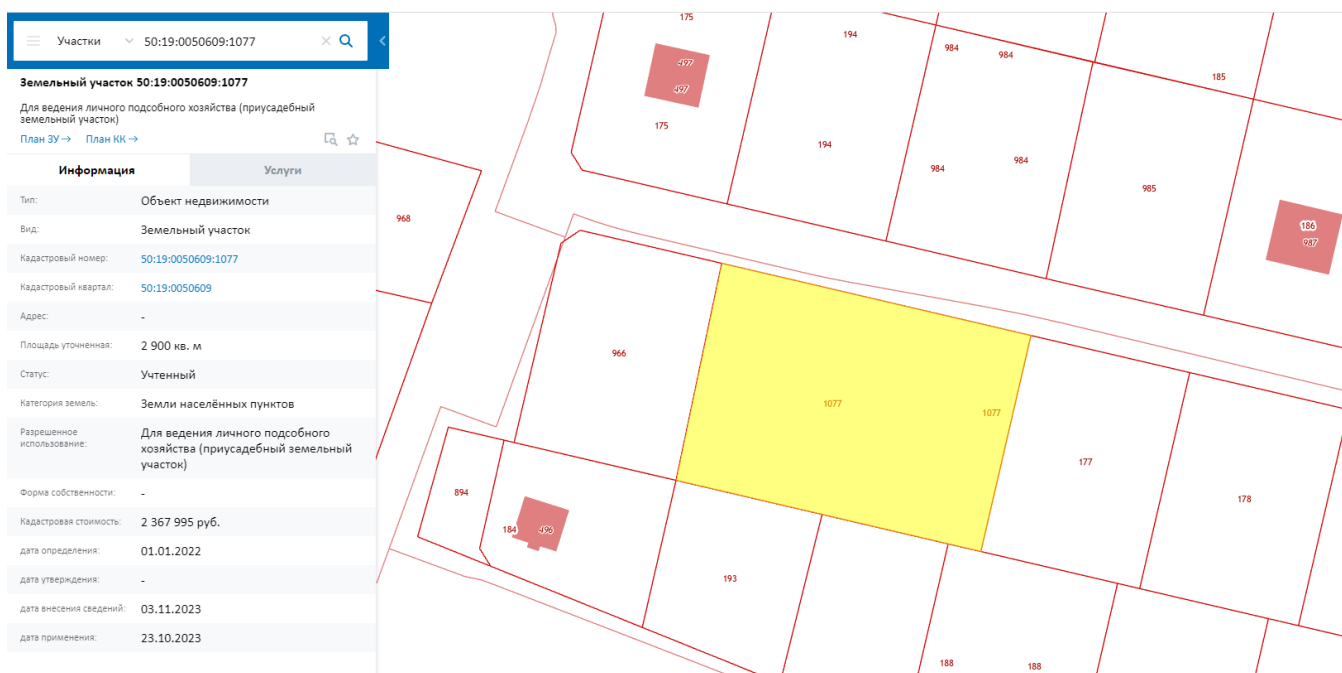 Участки 50:19:0050609:1077
Земельный участок 50:19:0050609:1077
Для ведения личного подсобного хозяйства (приусадебный
земельный участок)
План ЗУ → План КК →
Информация Услуги
Тип: Объект недвижимости
Вид: Земельный участок
Кадастровый номер: 50:19:0050609:1077
Кадастровый квартал: 50:19:0050609
Адрес: -
Площадь уточненная: 2 900 кв. м
Статус: Учтенный
Категория земель: Земли населённых пунктов
Разрешенное
использование:
Для ведения личного подсобного
хозяйства (приусадебный земельный
участок)
Форма собственности: -
Кадастровая стоимость: 2 367 995 руб.
дата определения: 01.01.2022
дата утверждения: -
дата внесения сведений: 03.11.2023
дата применения: 23.10.2023
175
194
984
984
185
497
497
175
194
984
984
985
968
186
987
966
1077
1077
177
178
894
184
496
193
188
188